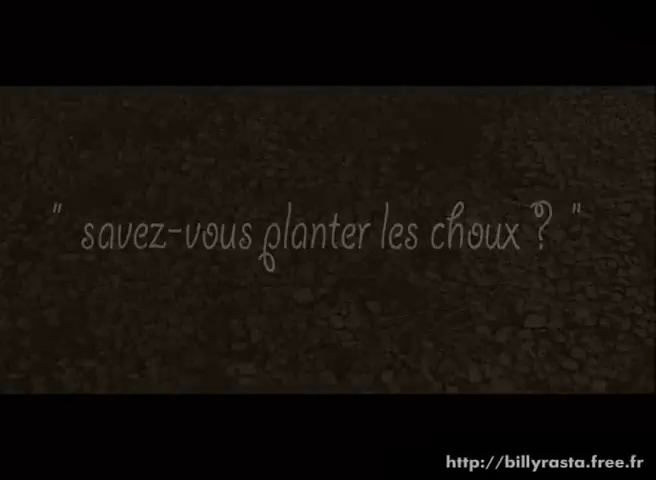 " savez-vous planter les choux ? "
http://billyrasta.free.fr